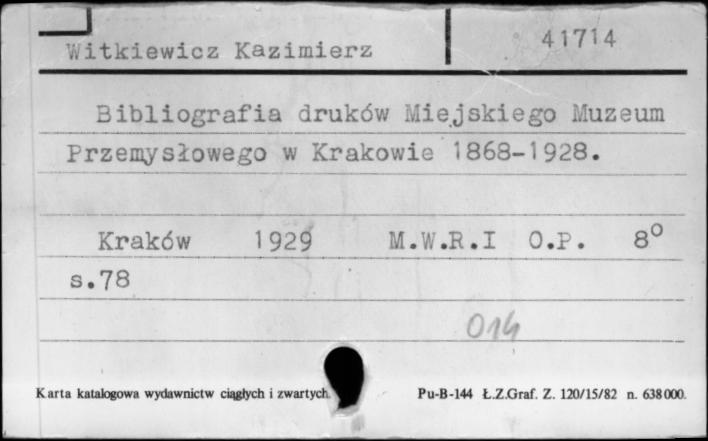 Witkiewicz Kazimierz 41714
Bibliografia druków Miejskiego Muzeum
Przemysłowego w Krakowie 1868-1928.
Kraków 1929 M.W.R.I O.P. 8°
s.78
014
Karta katalogowa wydawnictw ciągłych i zwartych. Pu-B-144 Ł.Z.Graf. Z. 120/15/82 n. 638000.